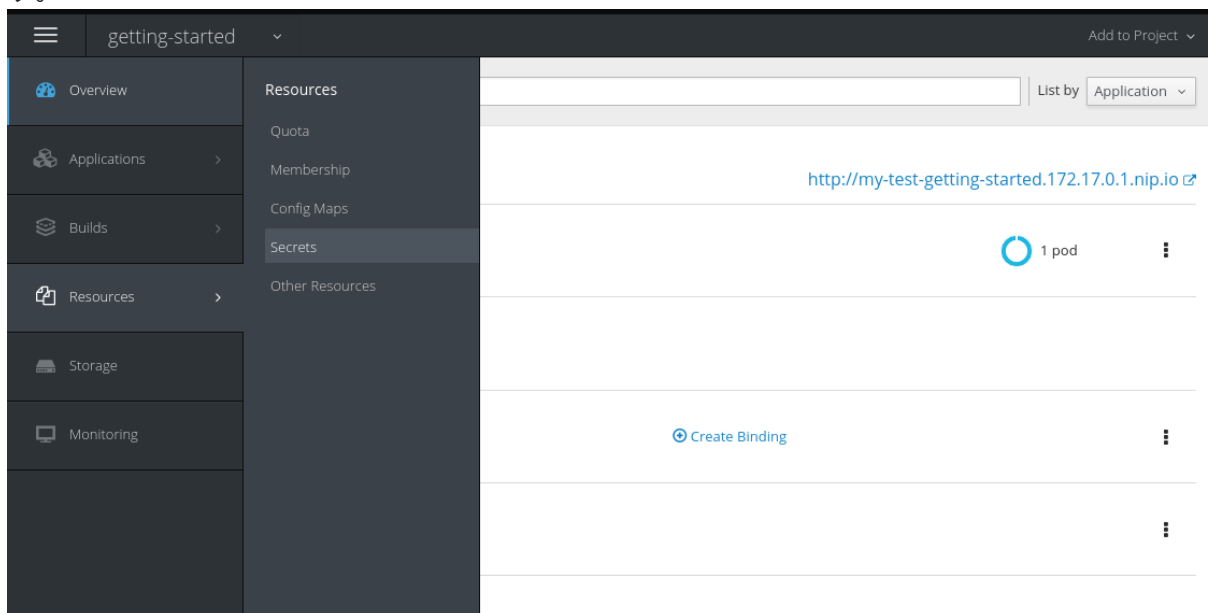 getting-started
Add to Project
Overview
Applications
Builds
Resources
Storage
Monitoring
Resources
Quota
Membership
Config Maps
Secrets
Other Resources
List by Application
http://my-test-getting-started.172.17.0.1.nip.io
1 pod
Create Binding